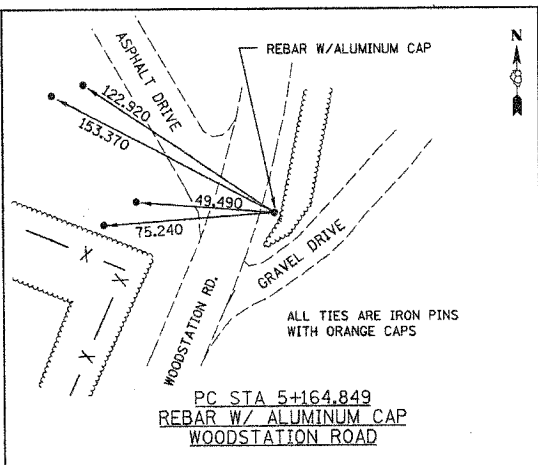 N
REBAR W/ALUMINUM CAP
ASPHALT DRIVE
122.920
153.370
49.490
75.240
GRAVEL DRIVE
WOODSTATION RD.
X
X
X
ALL TIES ARE IRON PINS
WITH ORANGE CAPS
PC STA 5+164.849
REBAR W/ ALUMINUM CAP
WOODSTATION ROAD